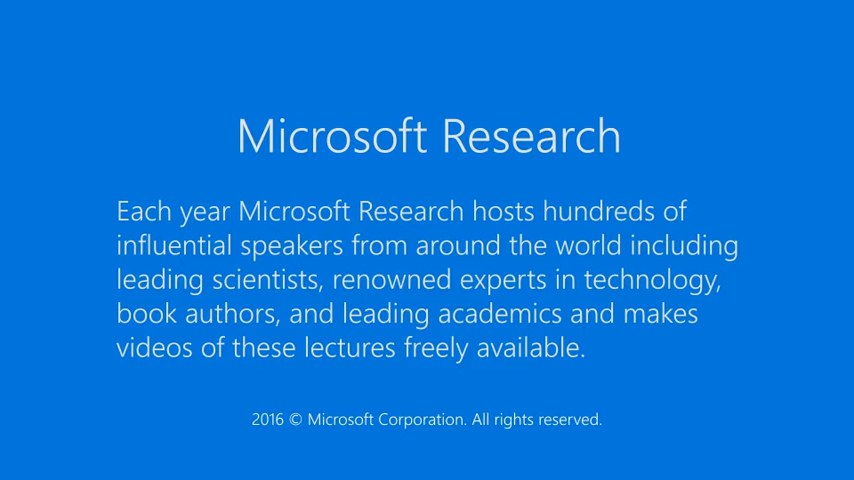 Microsoft Research
Each year Microsoft Research hosts hundreds of
influential speakers from around the world including
leading scientists, renowned experts in technology,
book authors, and leading academics and makes
videos of these lectures freely available.
2016 © Microsoft Corporation. All rights reserved.